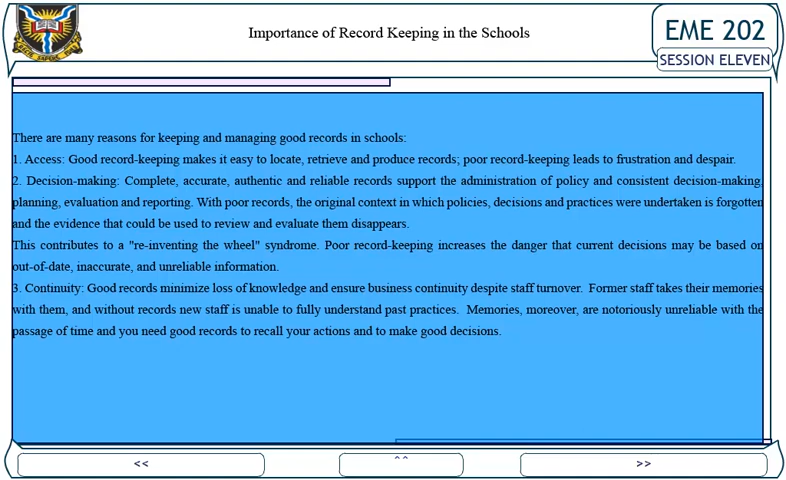 Importance of Record Keeping in the Schools
EME 202
SESSION ELEVEN
There are many reasons for keeping and managing good records in schools:
1. Access: Good record-keeping makes it easy to locate, retrieve and produce records; poor record-keeping leads to frustration and despair.
2. Decision-making: Complete, accurate, authentic and reliable records support the administration of policy and consistent decision-making,
planning, evaluation and reporting. With poor records, the original context in which policies, decisions and practices were undertaken is forgotten
and the evidence that could be used to review and evaluate them disappears.
This contributes to a "re-inventing the wheel" syndrome. Poor record-keeping increases the danger that current decisions may be based on
out-of-date, inaccurate, and unreliable information.
3. Continuity: Good records minimize loss of knowledge and ensure business continuity despite staff turnover. Former staff takes their memories
with them, and without records new staff is unable to fully understand past practices. Memories, moreover, are notoriously unreliable with the
passage of time and you need good records to recall your actions and to make good decisions.
<< ^^ >>